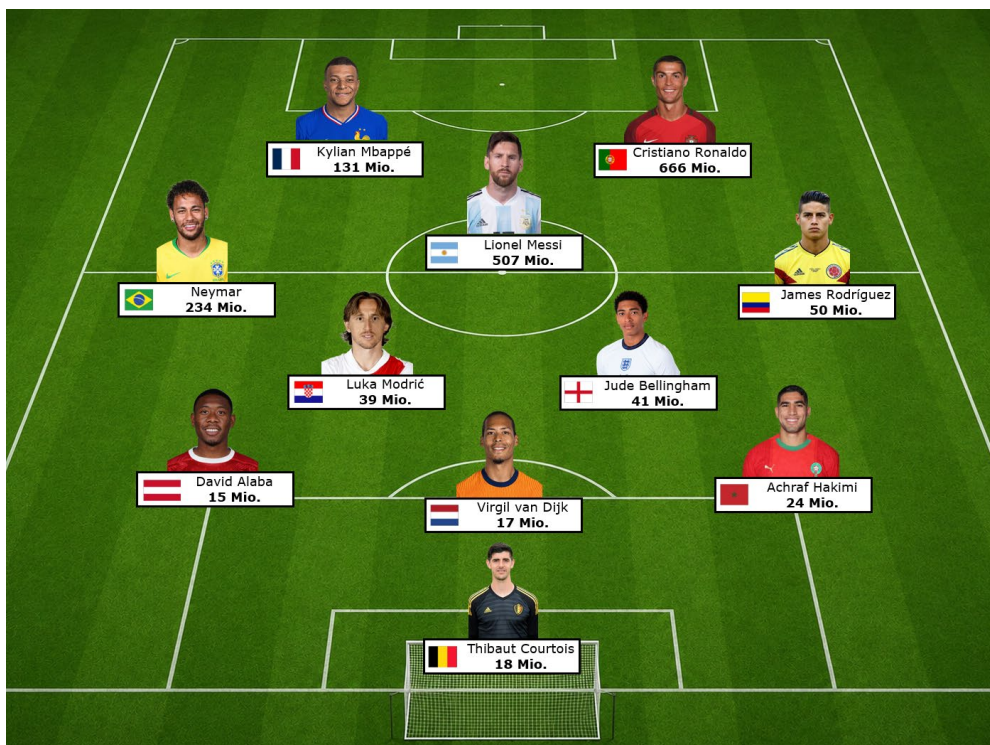 Kylian Mbappé
131 Mio.
Cristiano Ronaldo
666 Mio.
Lionel Messi
507 Mio.
Neymar
234 Mio.
James Rodríguez
50 Mio.
Luka Modrić
39 Mio.
Jude Bellingham
41 Mio.
David Alaba
15 Mio.
Virgil van Dijk
17 Mio.
Achraf Hakimi
24 Mio.
Thibaut Courtois
18 Mio.